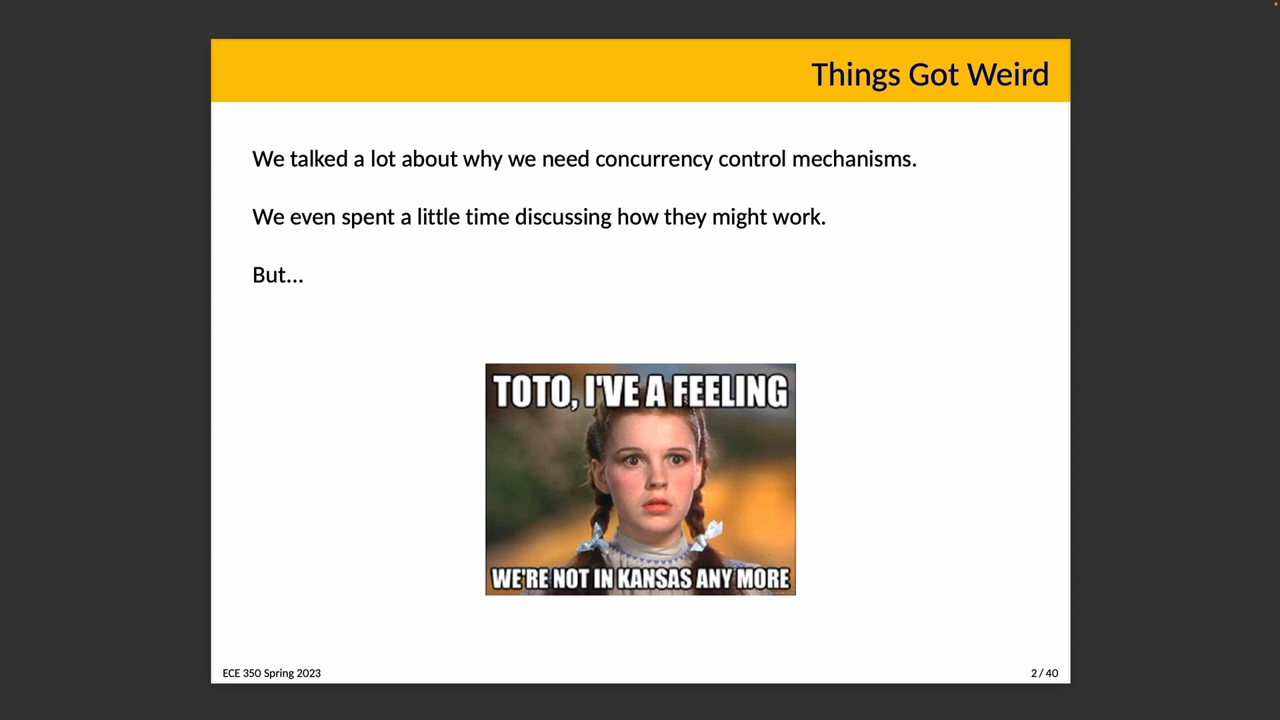 Things Got Weird
We talked a lot about why we need concurrency control mechanisms.
We even spent a little time discussing how they might work.
But...
TOTO, I'VE A FEELING
WE'RE NOT IN KANSAS ANY MORE
ECE 350 Spring 2023
2 / 40